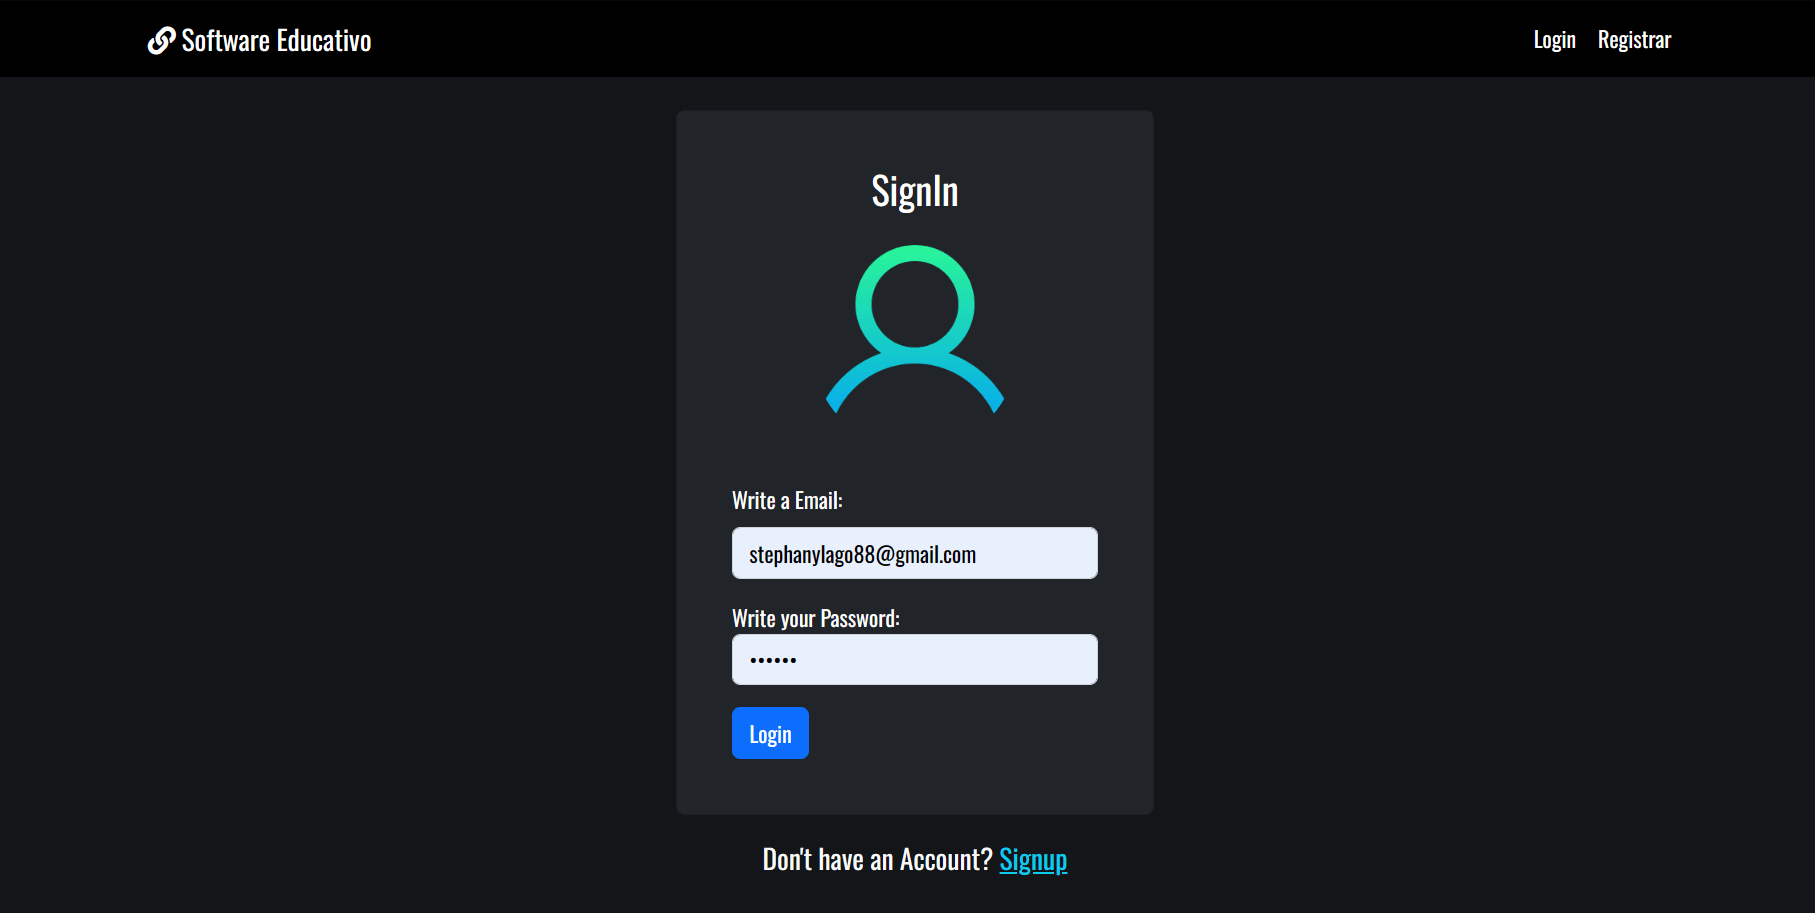 Software Educativo
Login Registrar
SignIn
Write a Email:
stephanylago88@gmail.com
Write your Password:
••••••
Login
Don't have an Account? Signup